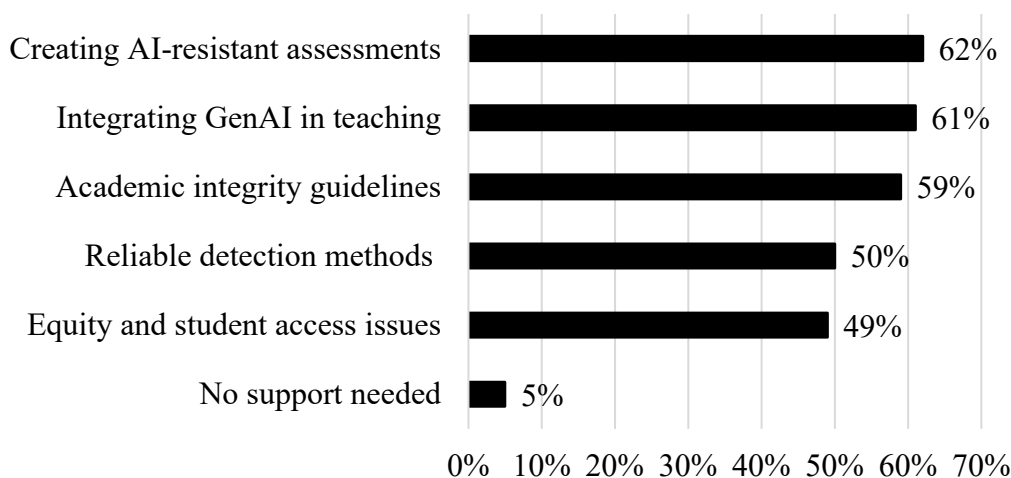 Creating AI-resistant assessments 62%
Integrating GenAI in teaching 61%
Academic integrity guidelines 59%
Reliable detection methods 50%
Equity and student access issues 49%
No support needed 5%
0% 10% 20% 30% 40% 50% 60% 70%